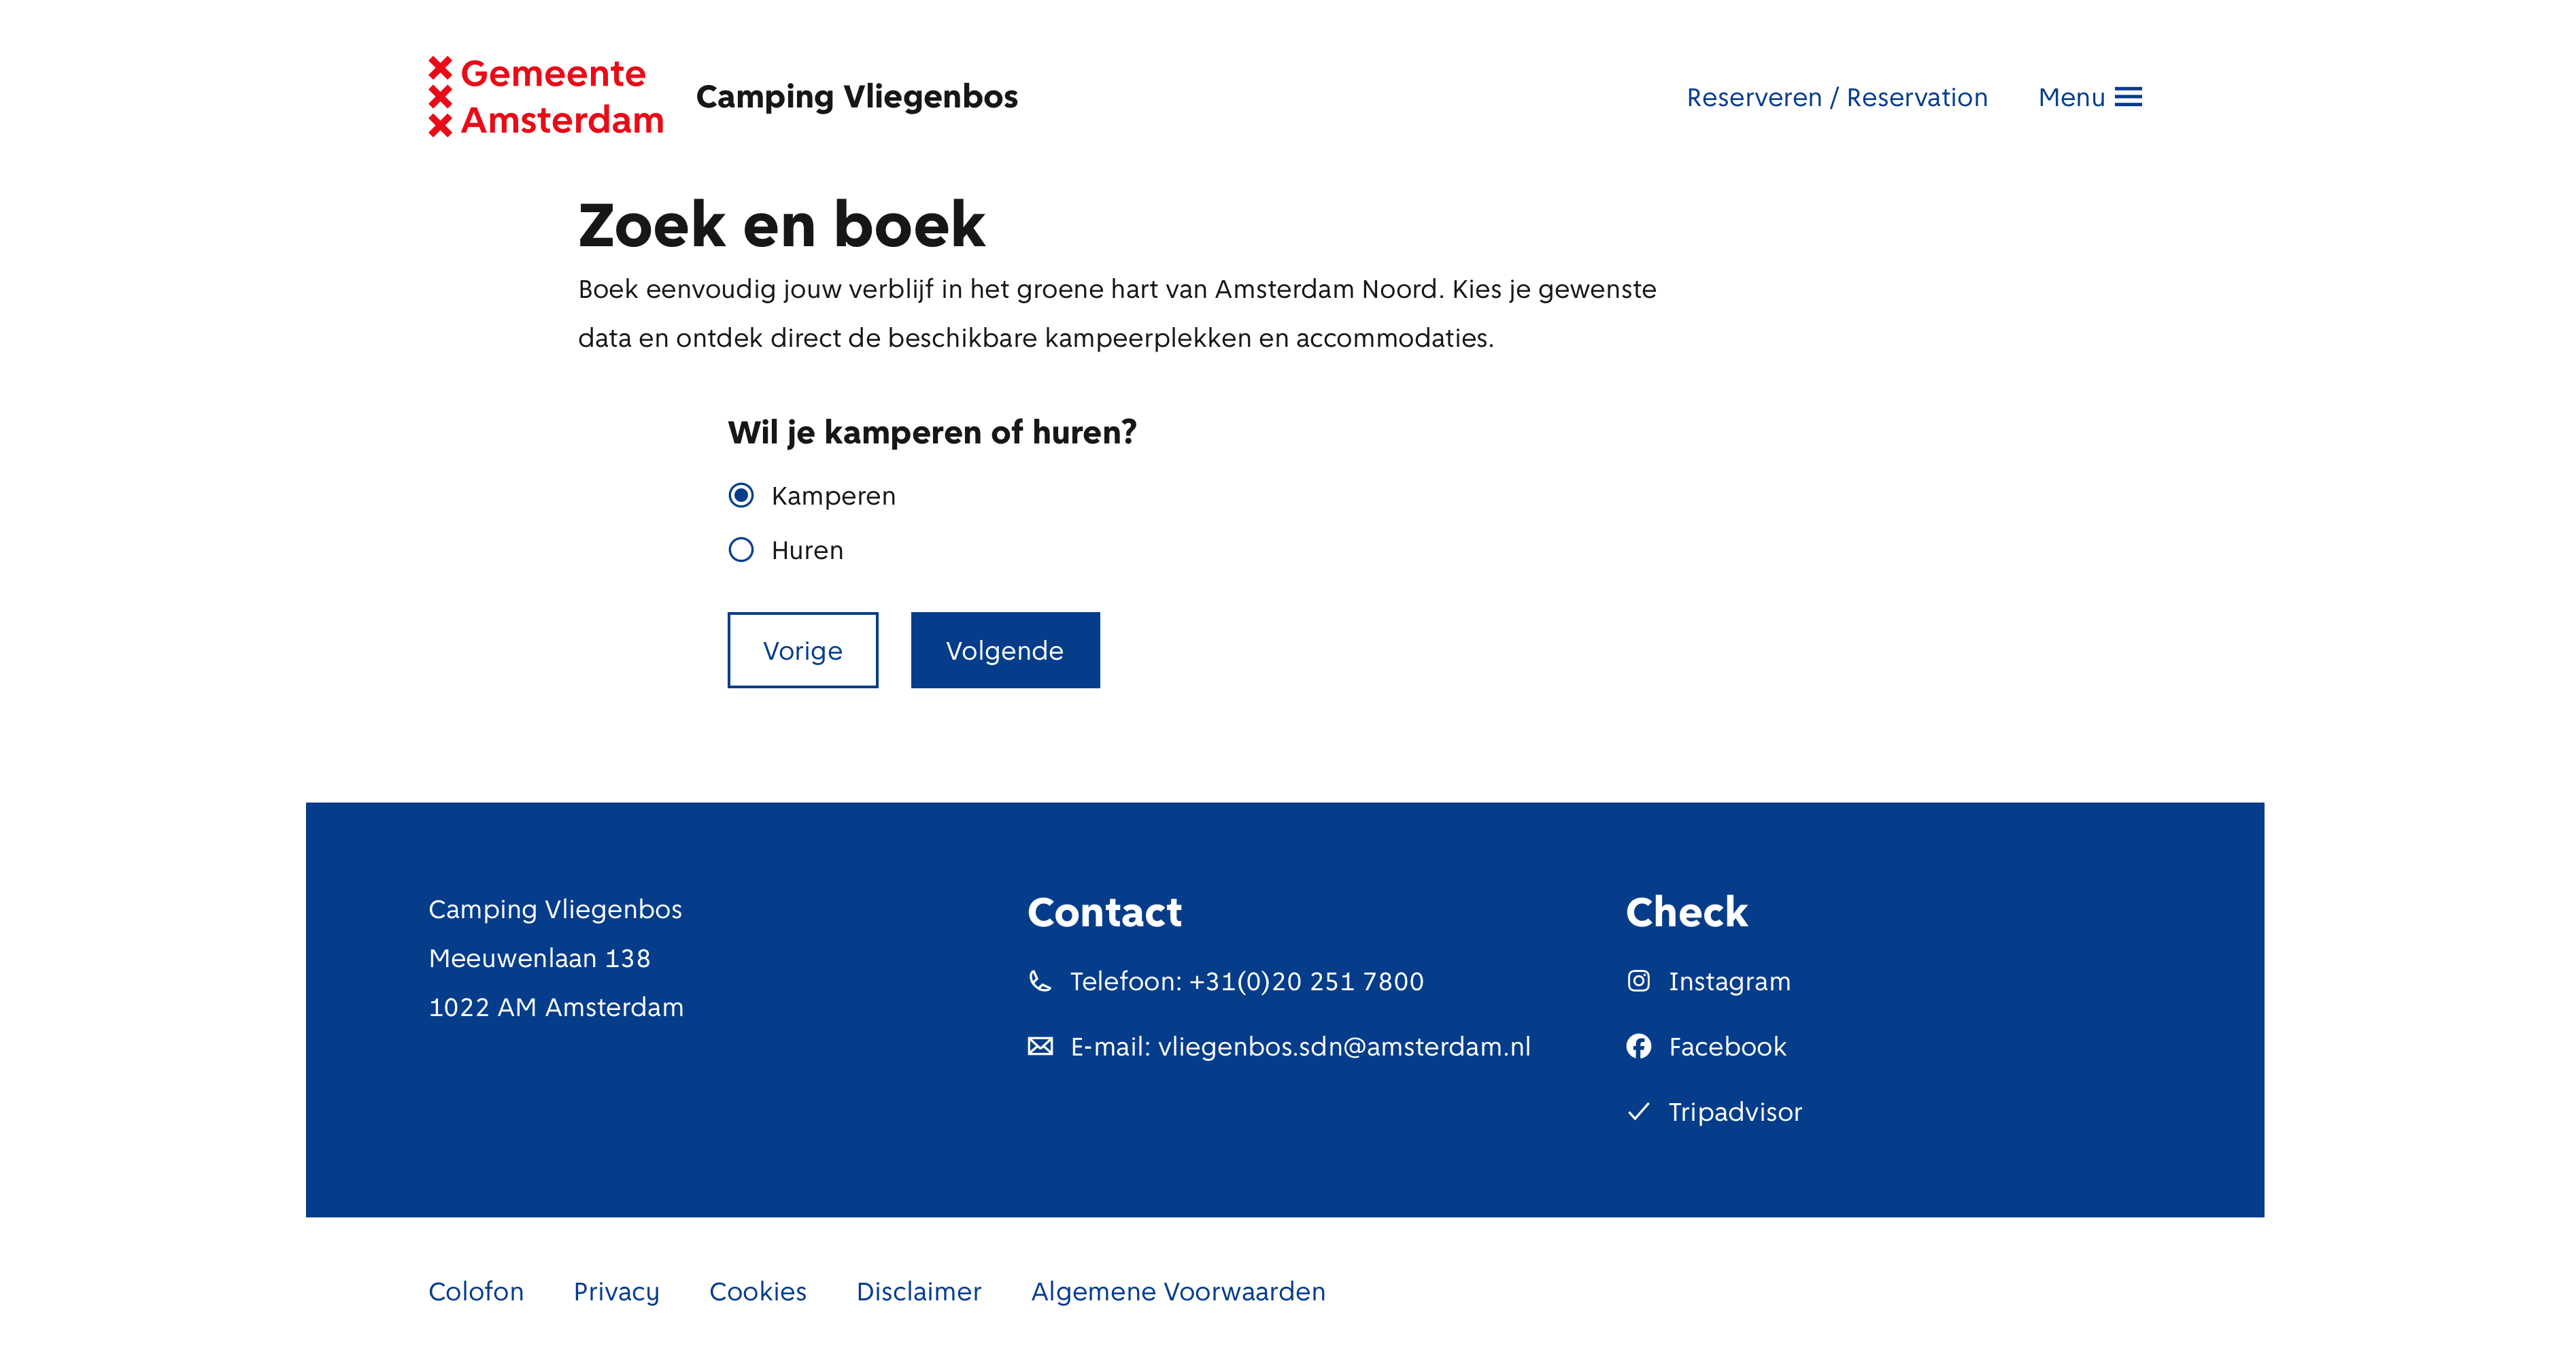 Gemeente
Amsterdam
Camping Vliegenbos
Reserveren / Reservation
Menu
Zoek en boek
Boek eenvoudig jouw verblijf in het groene hart van Amsterdam Noord. Kies je gewenste
data en ontdek direct de beschikbare kampeerplekken en accommodaties.
Wil je kamperen of huren?
Kamperen
Huren
Vorige
Volgende
Camping Vliegenbos
Meeuwenlaan 138
1022 AM Amsterdam
Contact
Telefoon: +31(0)20 251 7800
E-mail: vliegenbos.sdn@amsterdam.nl
Check
Instagram
Facebook
Tripadvisor
Colofon
Privacy
Cookies
Disclaimer
Algemene Voorwaarden